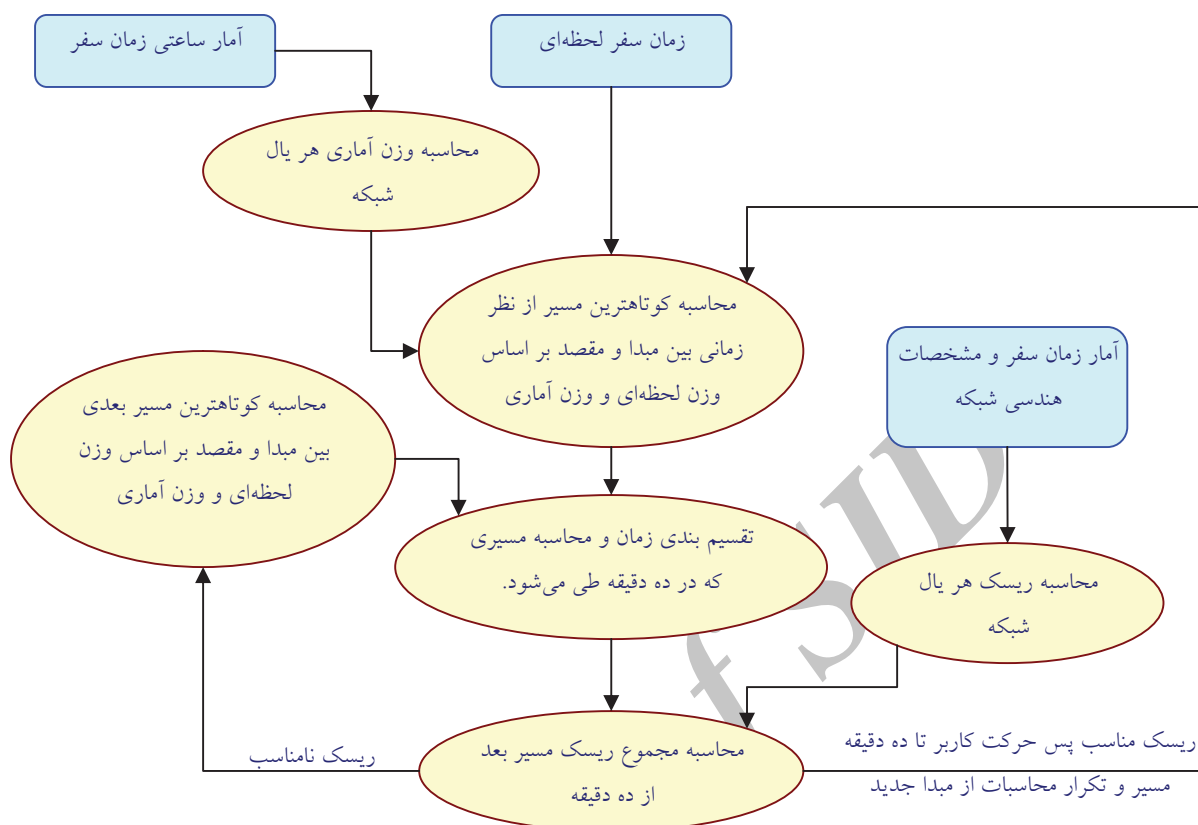 آمار ساعتی زمان سفر
زمان سفر لحظه‌ای
محاسبه وزن آماری هر یال
شبکه
محاسبه کوتاهترین مسیر از نظر
زمانی بین مبدا و مقصد بر اساس
وزن لحظه‌ای و وزن آماری
آمار زمان سفر و مشخصات
هندسی شبکه
محاسبه کوتاهترین مسیر بعدی
بین مبدا و مقصد بر اساس وزن
لحظه‌ای و وزن آماری
تقسیم بندی زمان و محاسبه مسیری
که در ده دقیقه طی می‌شود.
محاسبه ریسک هر یال
شبکه
محاسبه مجموع ریسک مسیر بعد
از ده دقیقه
ریسک نامناسب
ریسک مناسب پس حرکت کاربر تا ده دقیقه
مسیر و تکرار محاسبات از مبدا جدید
f SID